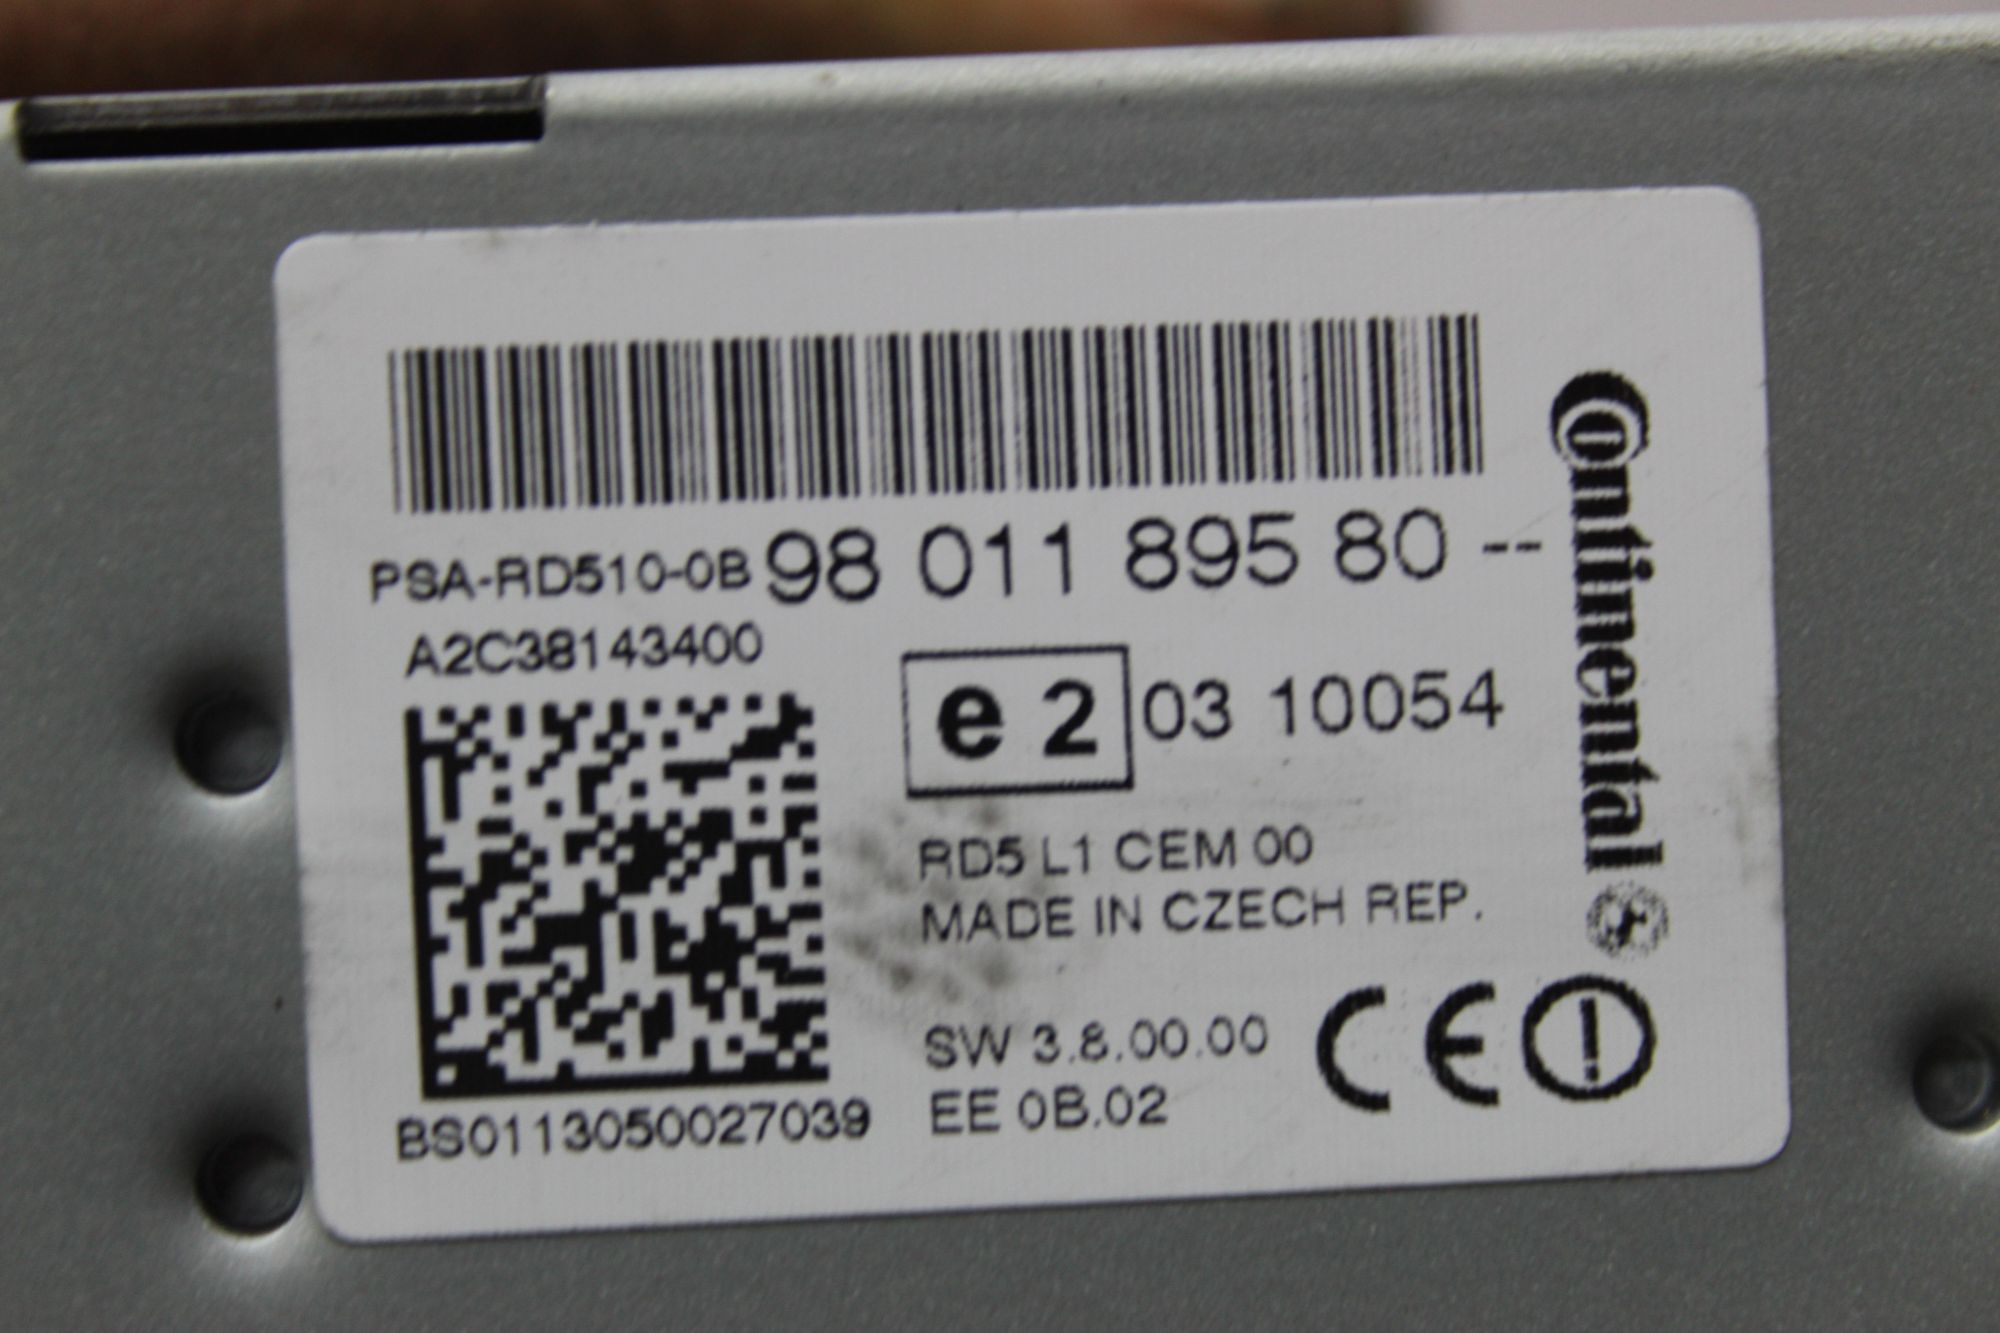 PSA-RD510-0B 98 011 895 80 --
A2C38143400
e 2 03 10054
RD5 L1 CEM 00
MADE IN CZECH REP.
SW 3.8.00.00
EE 0B.02
CE
BS0113050027039
Continental